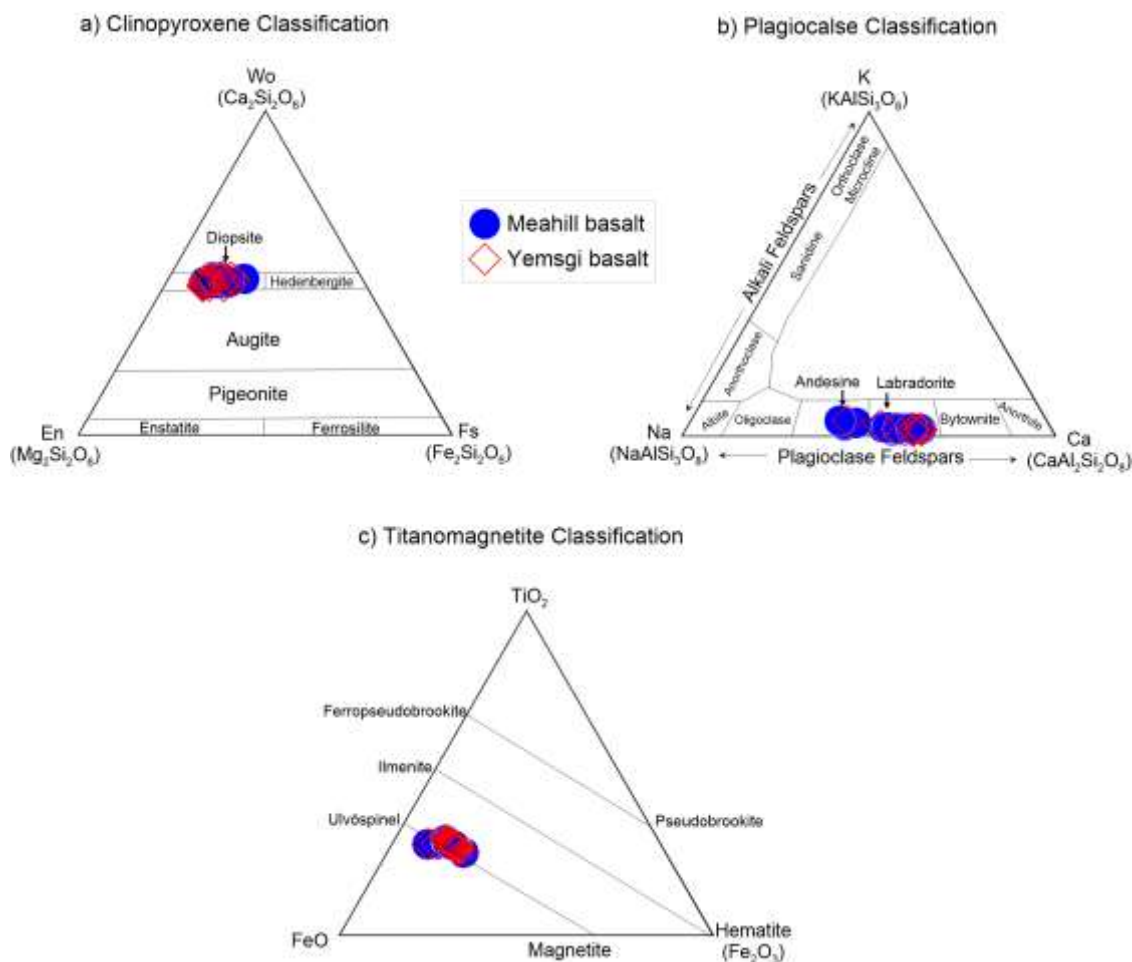 a) Clinopyroxene Classification
Wo
(Ca₂Si₂O₆)
Diopsite
Hedenbergite
Augite
Pigeonite
Enstatite
Ferrosilite
En
(Mg₂Si₂O₆)
Fs
(Fe₂Si₂O₆)
Meahill basalt
Yemsgi basalt
b) Plagiocalse Classification
K
(KAlSi₃O₈)
Alkali Feldspars
Orthoclase
Microcline
Sanidine
Anorthoclase
Andesine
Labradorite
Albite
Oligoclase
Bytownite
Anorthite
Na
(NaAlSi₃O₈)
Plagioclase Feldspars
Ca
(CaAl₂Si₂O₈)
c) Titanomagnetite Classification
TiO₂
Ferropseudobrookite
Ilmenite
Ulvöspinel
Pseudobrookite
FeO
Magnetite
Hematite
(Fe₂O₃)